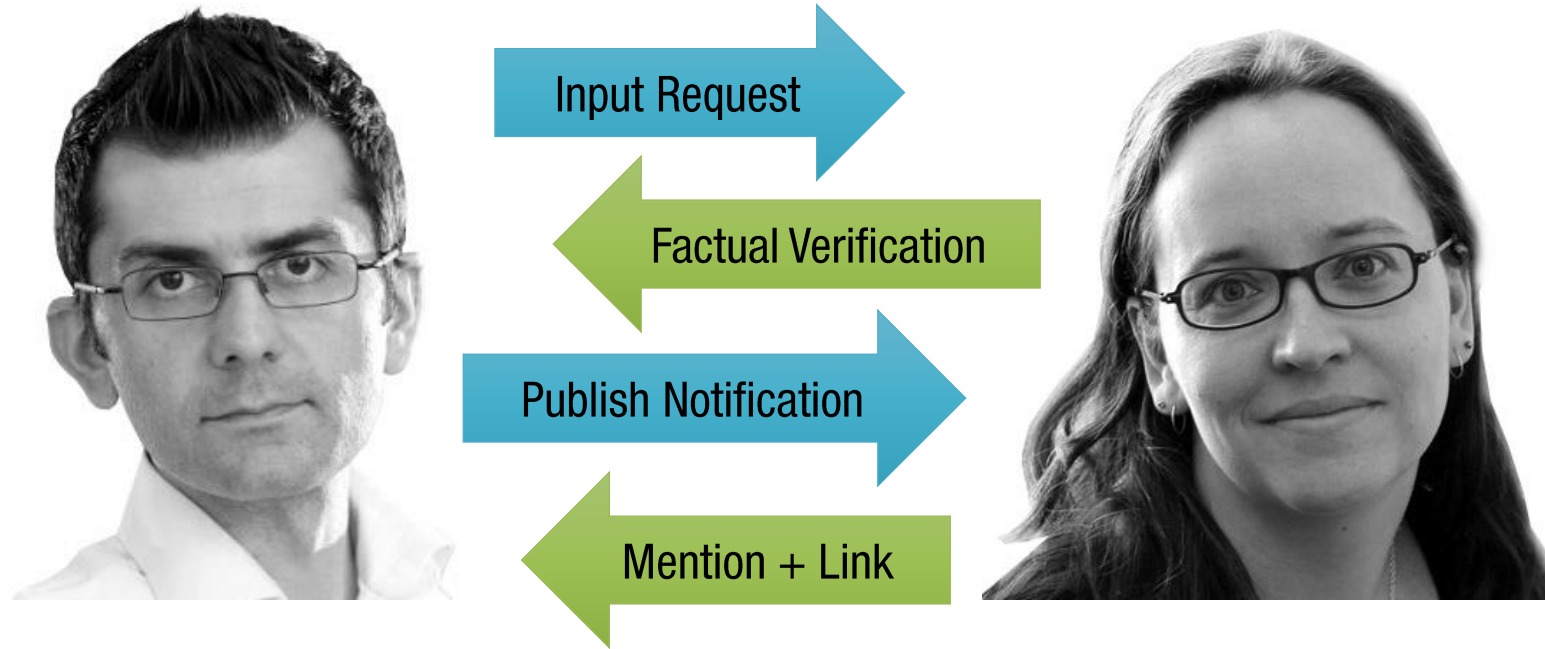 Input Request
Factual Verification
Publish Notification
Mention + Link